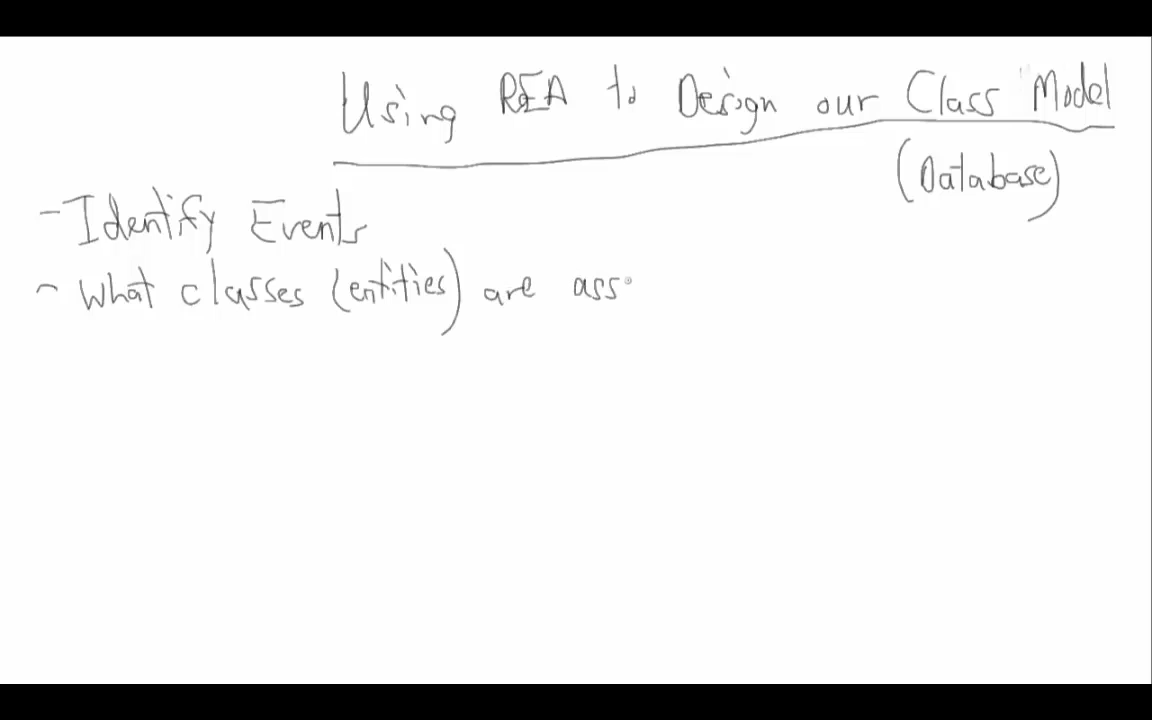 Using REA to Design our Class Model
(Database)
- Identify Events
- What classes (entities) are ass